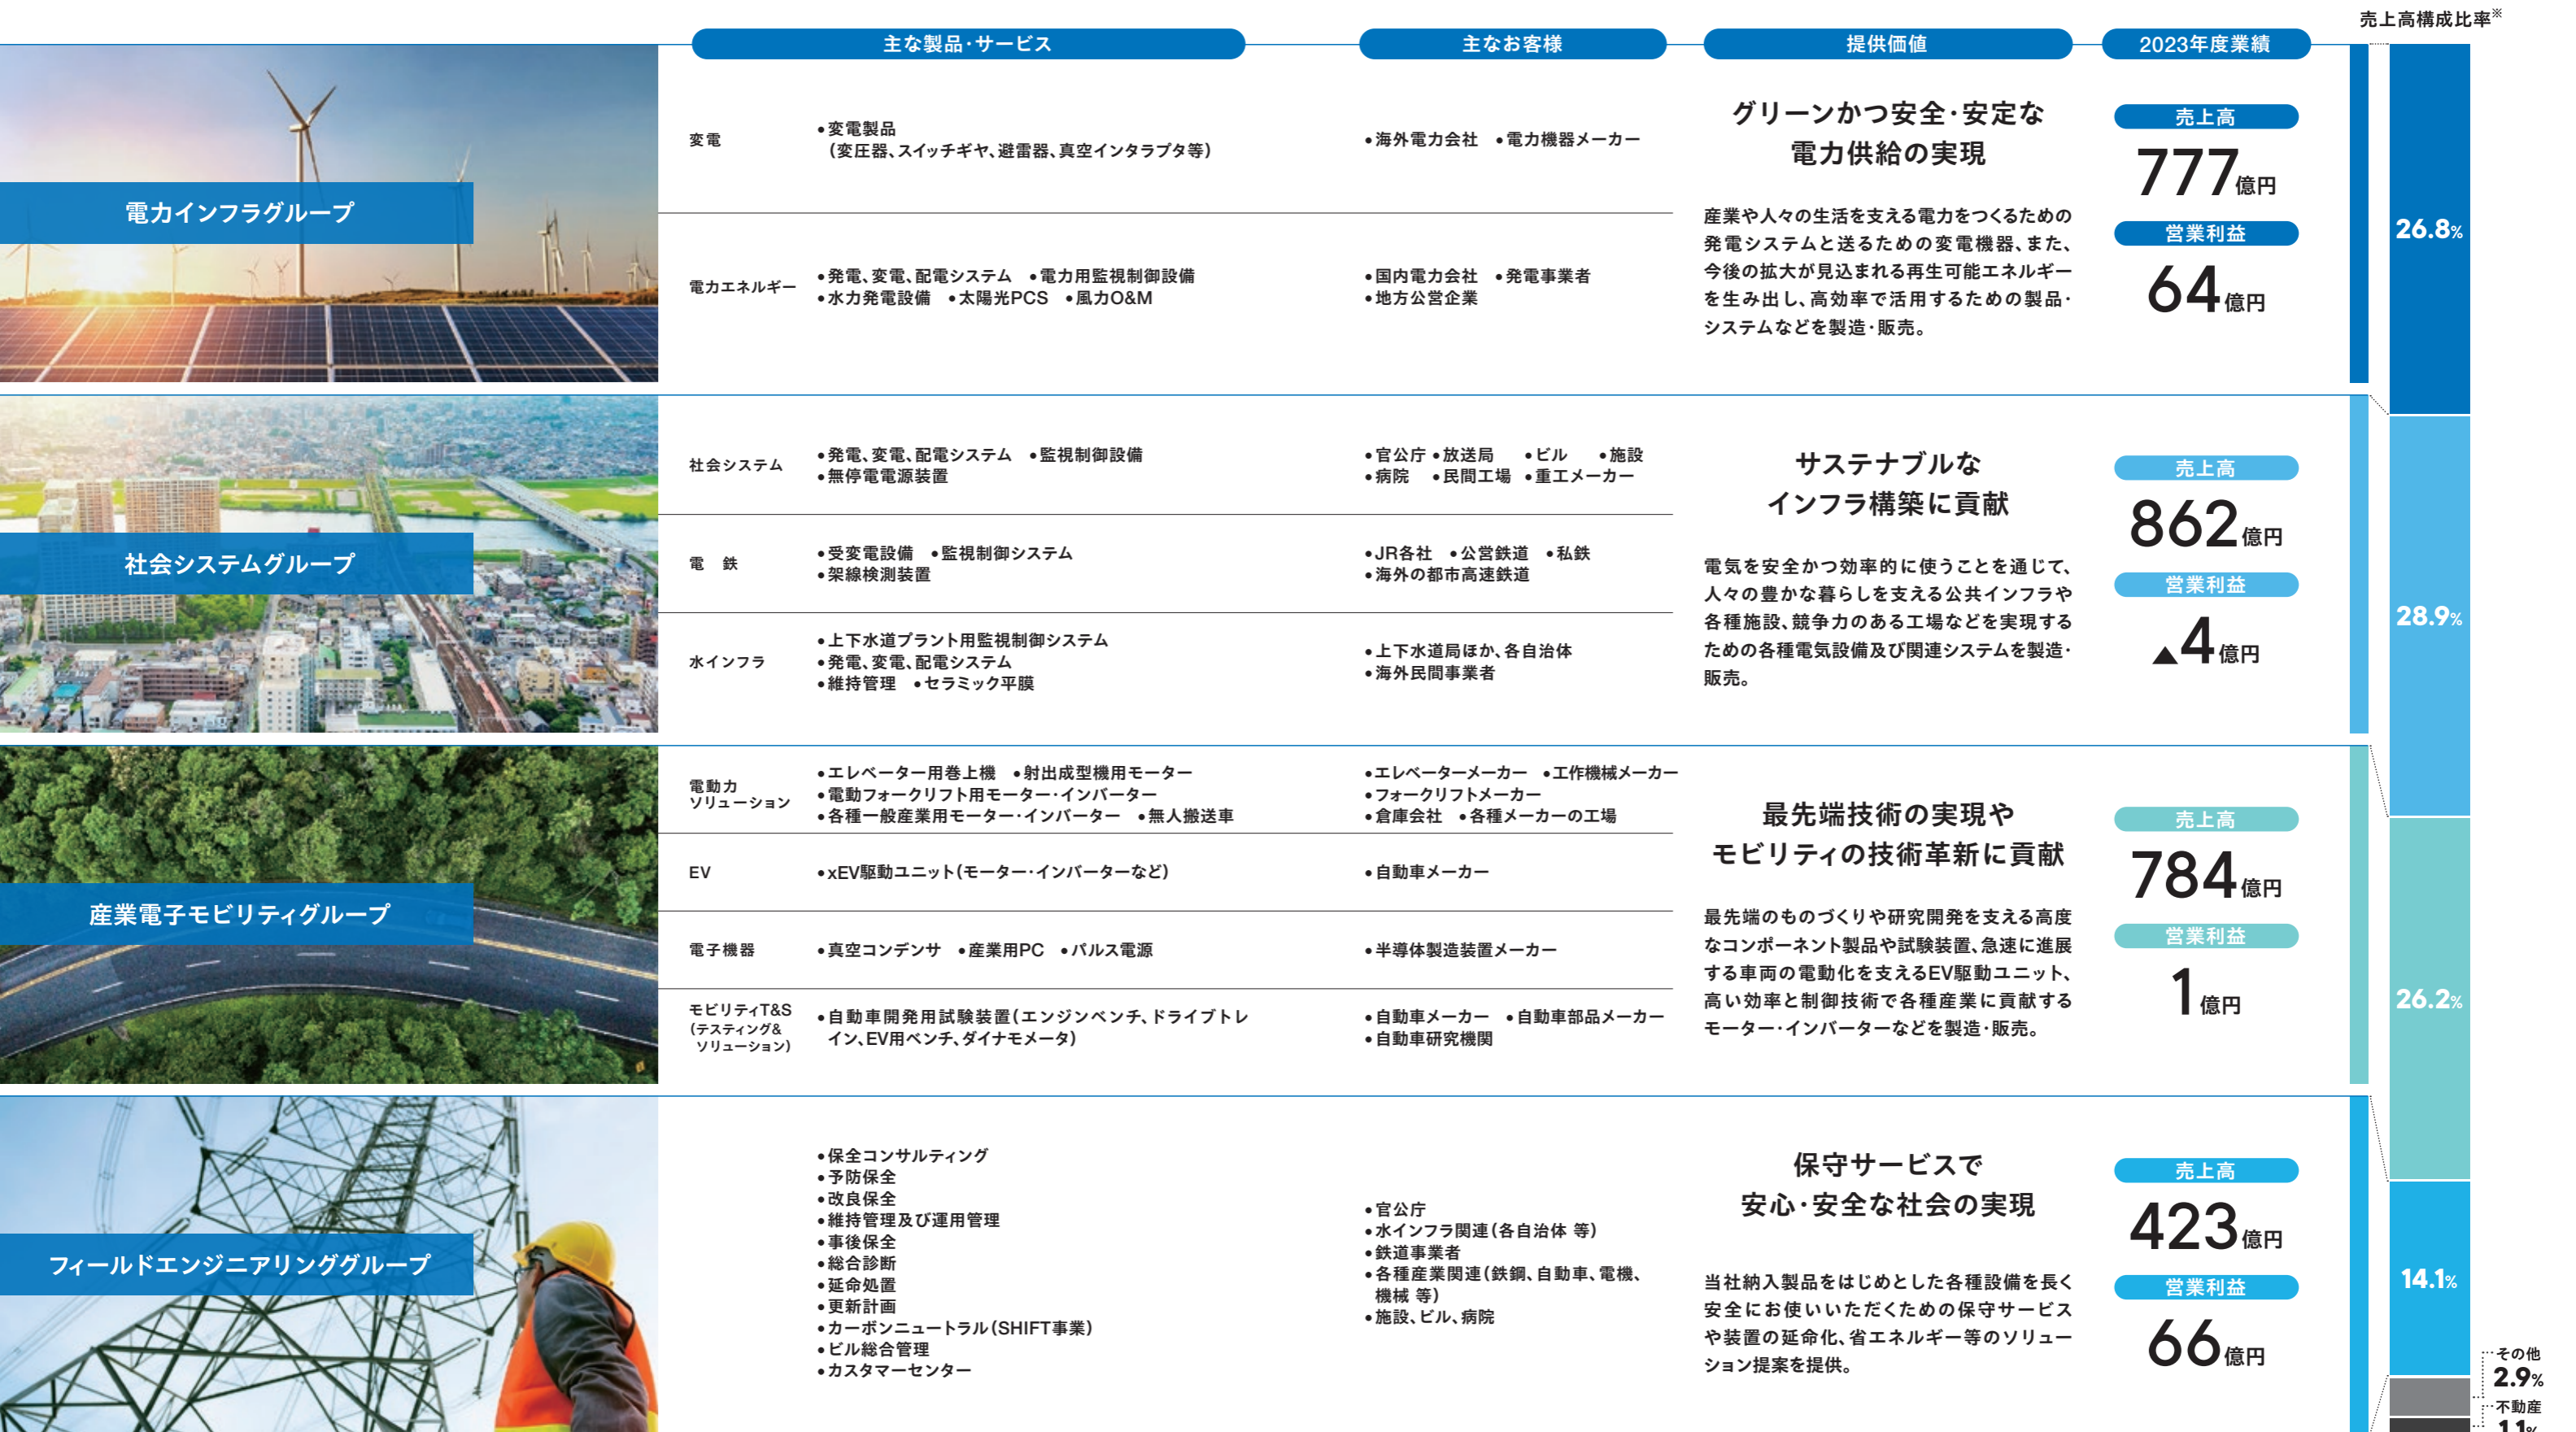 売上高構成比率※
主な製品・サービス
主なお客様
提供価値
2023年度業績
電力インフラグループ
変電
•変電製品
（変圧器、スイッチギヤ、避雷器、真空インタラプタ等）
•海外電力会社 •電力機器メーカー
電力エネルギー
•発電、変電、配電システム •電力用監視制御設備
•水力発電設備 •太陽光PCS •風力O&M
•国内電力会社 •発電事業者
•地方公営企業
グリーンかつ安全・安定な
電力供給の実現
産業や人々の生活を支える電力をつくるための
発電システムと送るための変電機器、また、
今後の拡大が見込まれる再生可能エネルギー
を生み出し、高効率で活用するための製品・
システムなどを製造・販売。
売上高
777億円
営業利益
64億円
26.8%
社会システムグループ
社会システム
•発電、変電、配電システム •監視制御設備
•無停電電源装置
•官公庁 •放送局 •ビル •施設
•病院 •民間工場 •重工メーカー
電 鉄
•受変電設備 •監視制御システム
•架線検測装置
•JR各社 •公営鉄道 •私鉄
•海外の都市高速鉄道
水インフラ
•上下水道プラント用監視制御システム
•発電、変電、配電システム
•維持管理 •セラミック平膜
•上下水道局ほか、各自治体
•海外民間事業者
サステナブルな
インフラ構築に貢献
電気を安全かつ効率的に使うことを通じて、
人々の豊かな暮らしを支える公共インフラや
各種施設、競争力のある工場などを実現する
ための各種電気設備及び関連システムを製造・
販売。
売上高
862億円
営業利益
▲4億円
28.9%
産業電子モビリティグループ
電動力
ソリューション
•エレベーター用巻上機 •射出成型機用モーター
•電動フォークリフト用モーター・インバーター
•各種一般産業用モーター・インバーター •無人搬送車
•エレベーターメーカー •工作機械メーカー
•フォークリフトメーカー
•倉庫会社 •各種メーカーの工場
EV
•xEV駆動ユニット（モーター・インバーターなど）
•自動車メーカー
電子機器
•真空コンデンサ •産業用PC •パルス電源
•半導体製造装置メーカー
モビリティT&S
（テスティング&
ソリューション）
•自動車開発用試験装置（エンジンベンチ、ドライブトレ
イン、EV用ベンチ、ダイナモメータ）
•自動車メーカー •自動車部品メーカー
•自動車研究機関
最先端技術の実現や
モビリティの技術革新に貢献
最先端のものづくりや研究開発を支える高度
なコンポーネント製品や試験装置、急速に進展
する車両の電動化を支えるEV駆動ユニット、
高い効率と制御技術で各種産業に貢献する
モーター・インバーターなどを製造・販売。
売上高
784億円
営業利益
1億円
26.2%
フィールドエンジニアリンググループ
•保全コンサルティング
•予防保全
•改良保全
•維持管理及び運用管理
•事後保全
•総合診断
•延命処置
•更新計画
•カーボンニュートラル（SHIFT事業）
•ビル総合管理
•カスタマーセンター
•官公庁
•水インフラ関連（各自治体 等）
•鉄道事業者
•各種産業関連（鉄鋼、自動車、電機、
機械 等）
•施設、ビル、病院
保守サービスで
安心・安全な社会の実現
当社納入製品をはじめとした各種設備を長く
安全にお使いいただくための保守サービス
や装置の延命化、省エネルギー等のソリュー
ション提案を提供。
売上高
423億円
営業利益
66億円
14.1%
その他
2.9%
不動産
1.1%